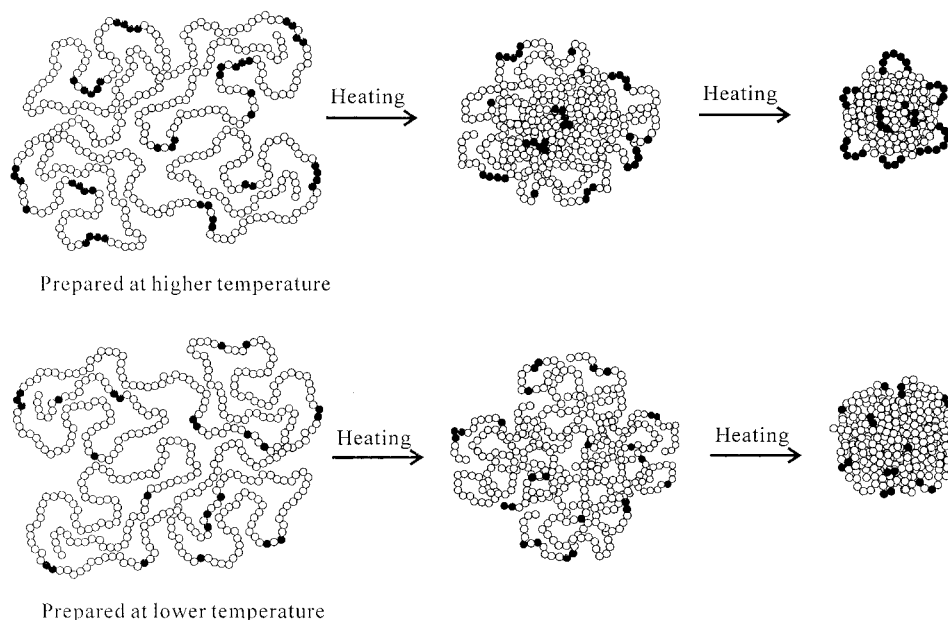 Heating
Heating
Prepared at higher temperature
Heating
Heating
Prepared at lower temperature